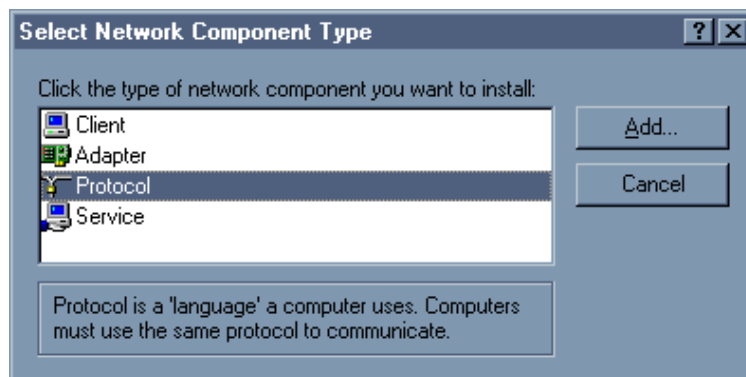 Select Network Component Type
Click the type of network component you want to install:
Client
Adapter
Protocol
Service
Add...
Cancel
Protocol is a 'language' a computer uses. Computers
must use the same protocol to communicate.